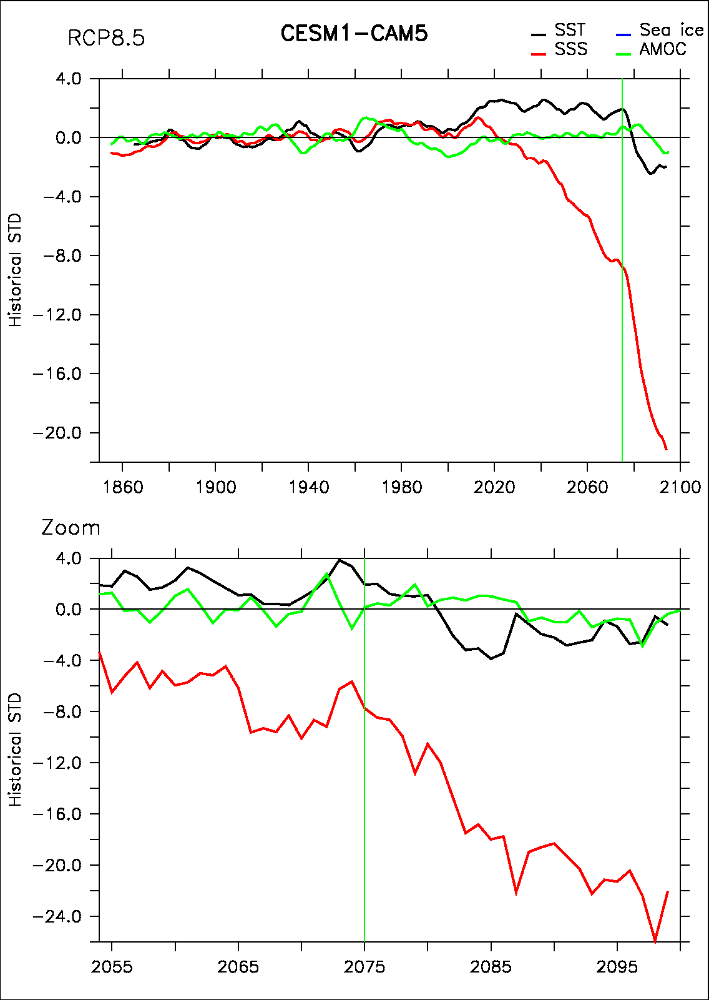 RCP8.5
CESM1-CAM5
SST
Sea ice
SSS
AMOC
4.0
0.0
-4.0
-8.0
-12.0
-16.0
-20.0
Historical STD
1860 1900 1940 1980 2020 2060 2100
Zoom
4.0
0.0
-4.0
-8.0
-12.0
-16.0
-20.0
-24.0
Historical STD
2055 2065 2075 2085 2095